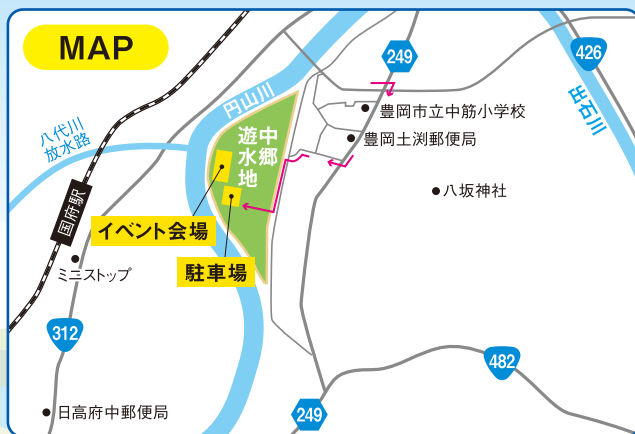 MAP
249
426
円山川
出石川
豊岡市立中筋小学校
八代川
放水路
中郷
遊水地
豊岡土渕郵便局
八坂神社
国府駅
イベント会場
駐車場
ミニストップ
312
482
日高府中郵便局
249